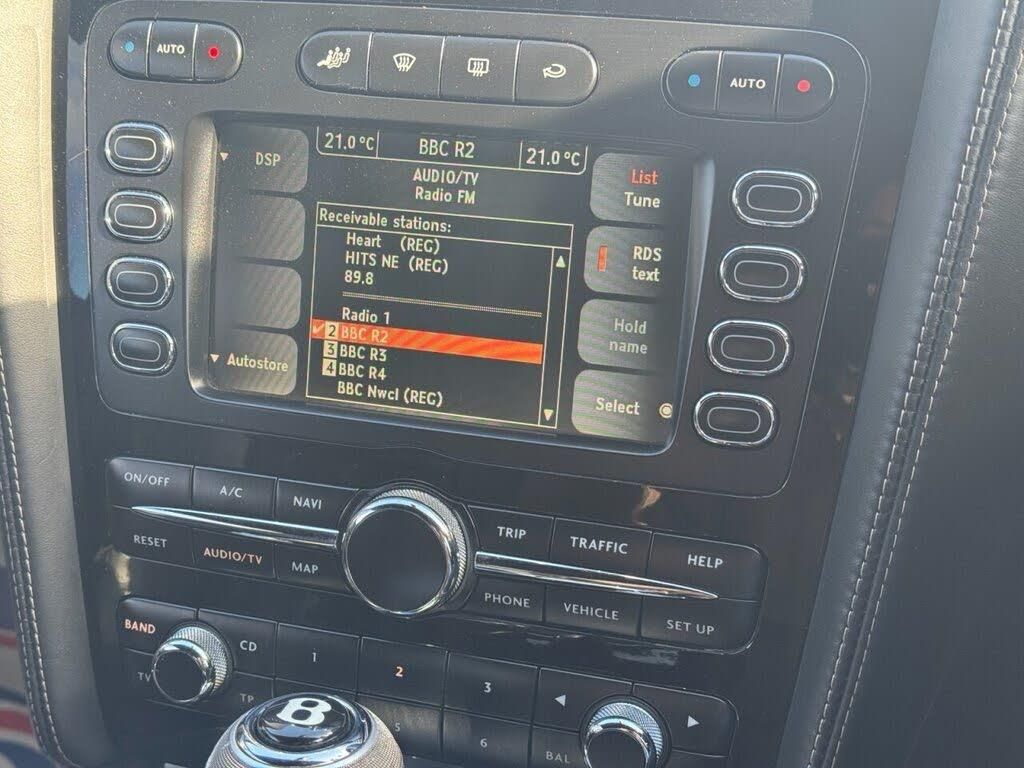 AUTO
AUTO
21.0 °C BBC R2 21.0 °C
DSP
AUDIO/TV
Radio FM
List
Tune
Receivable stations:
Heart (REG)
HITS NE (REG)
89.8
RDS
text
Radio 1
2 BBC R2
3 BBC R3
4 BBC R4
BBC Nwcl (REG)
Hold
name
Autostore
Select
ON/OFF A/C NAVI TRIP TRAFFIC HELP
RESET AUDIO/TV MAP PHONE VEHICLE SET UP
BAND CD 1 2 3
TV TP 5 6 BAL
B